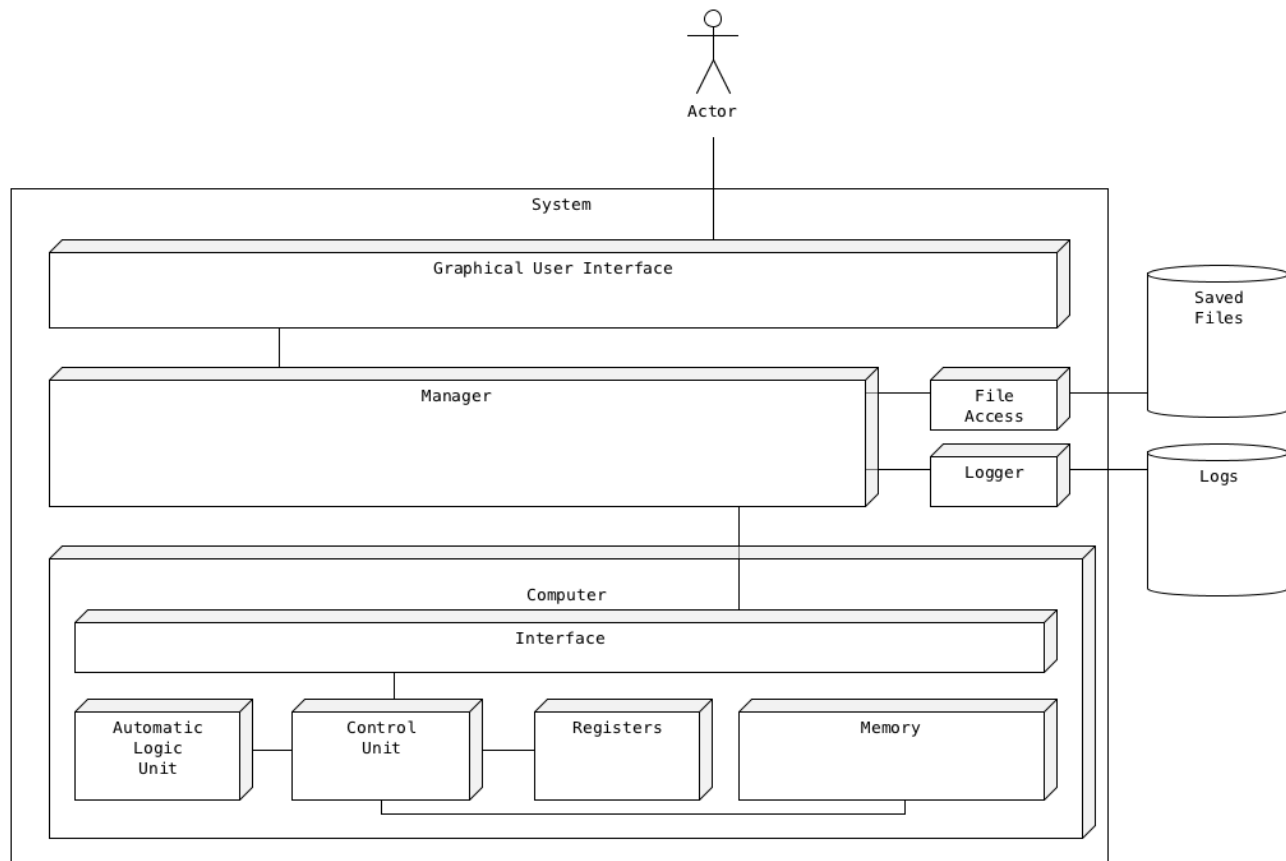 Actor
System
Graphical User Interface
Saved
Files
Manager
File
Access
Logger
Logs
Computer
Interface
Automatic
Logic
Unit
Control
Unit
Registers
Memory